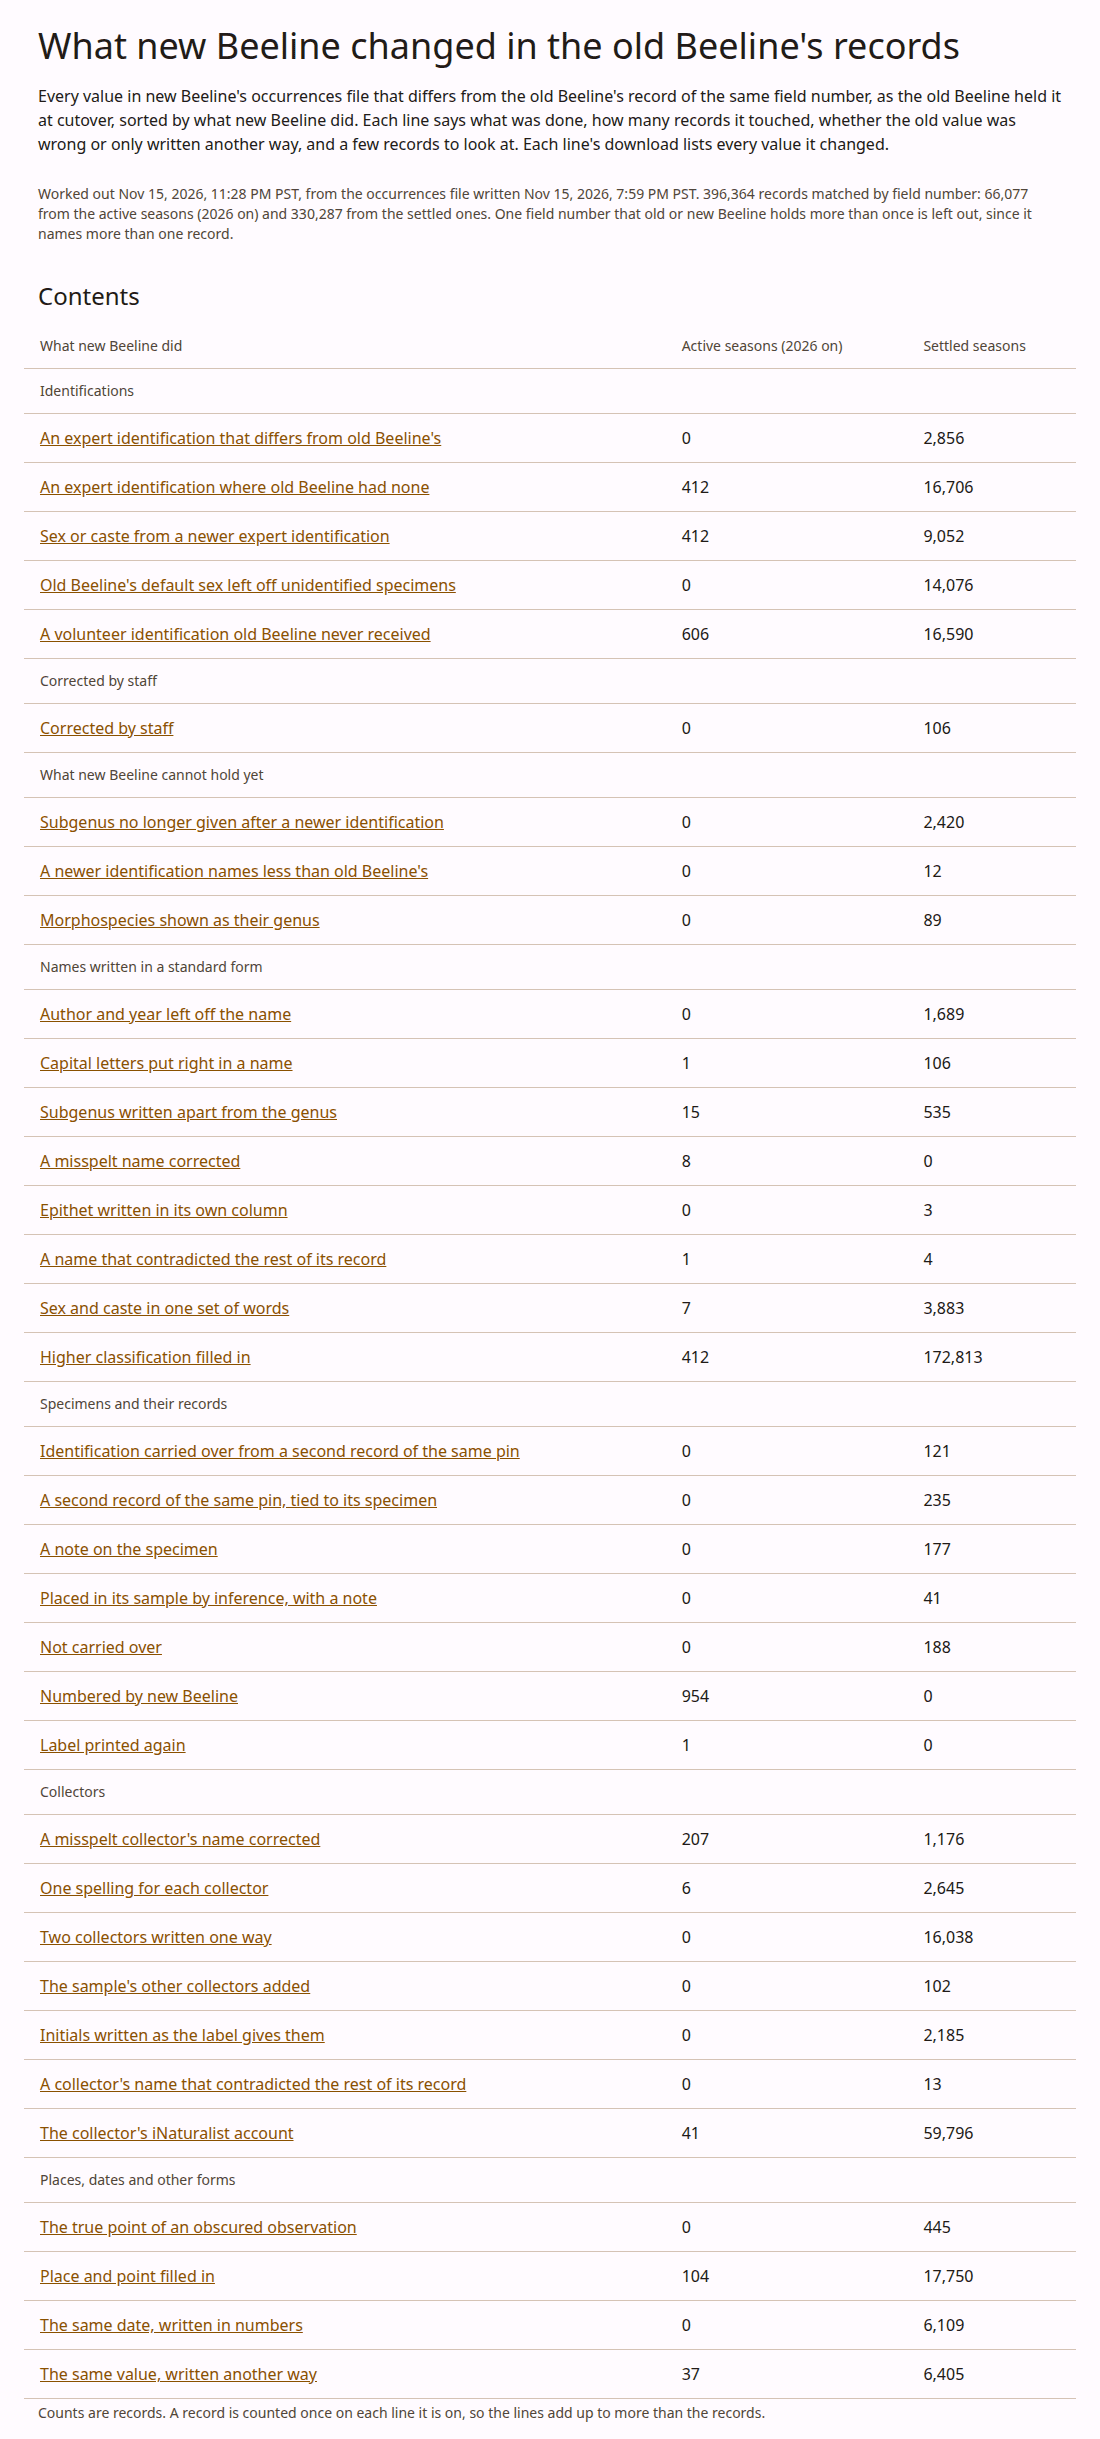 What new Beeline changed in the old Beeline's records
Every value in new Beeline's occurrences file that differs from the old Beeline's record of the same field number, as the old Beeline held it
at cutover, sorted by what new Beeline did. Each line says what was done, how many records it touched, whether the old value was
wrong or only written another way, and a few records to look at. Each line's download lists every value it changed.
Worked out Nov 15, 2026, 11:28 PM PST, from the occurrences file written Nov 15, 2026, 7:59 PM PST. 396,364 records matched by field number: 66,077
from the active seasons (2026 on) and 330,287 from the settled ones. One field number that old or new Beeline holds more than once is left out, since it
names more than one record.
Contents
What new Beeline did Active seasons (2026 on) Settled seasons
Identifications
An expert identification that differs from old Beeline's 0 2,856
An expert identification where old Beeline had none 412 16,706
Sex or caste from a newer expert identification 412 9,052
Old Beeline's default sex left off unidentified specimens 0 14,076
A volunteer identification old Beeline never received 606 16,590
Corrected by staff
Corrected by staff 0 106
What new Beeline cannot hold yet
Subgenus no longer given after a newer identification 0 2,420
A newer identification names less than old Beeline's 0 12
Morphospecies shown as their genus 0 89
Names written in a standard form
Author and year left off the name 0 1,689
Capital letters put right in a name 1 106
Subgenus written apart from the genus 15 535
A misspelt name corrected 8 0
Epithet written in its own column 0 3
A name that contradicted the rest of its record 1 4
Sex and caste in one set of words 7 3,883
Higher classification filled in 412 172,813
Specimens and their records
Identification carried over from a second record of the same pin 0 121
A second record of the same pin, tied to its specimen 0 235
A note on the specimen 0 177
Placed in its sample by inference, with a note 0 41
Not carried over 0 188
Numbered by new Beeline 954 0
Label printed again 1 0
Collectors
A misspelt collector's name corrected 207 1,176
One spelling for each collector 6 2,645
Two collectors written one way 0 16,038
The sample's other collectors added 0 102
Initials written as the label gives them 0 2,185
A collector's name that contradicted the rest of its record 0 13
The collector's iNaturalist account 41 59,796
Places, dates and other forms
The true point of an obscured observation 0 445
Place and point filled in 104 17,750
The same date, written in numbers 0 6,109
The same value, written another way 37 6,405
Counts are records. A record is counted once on each line it is on, so the lines add up to more than the records.